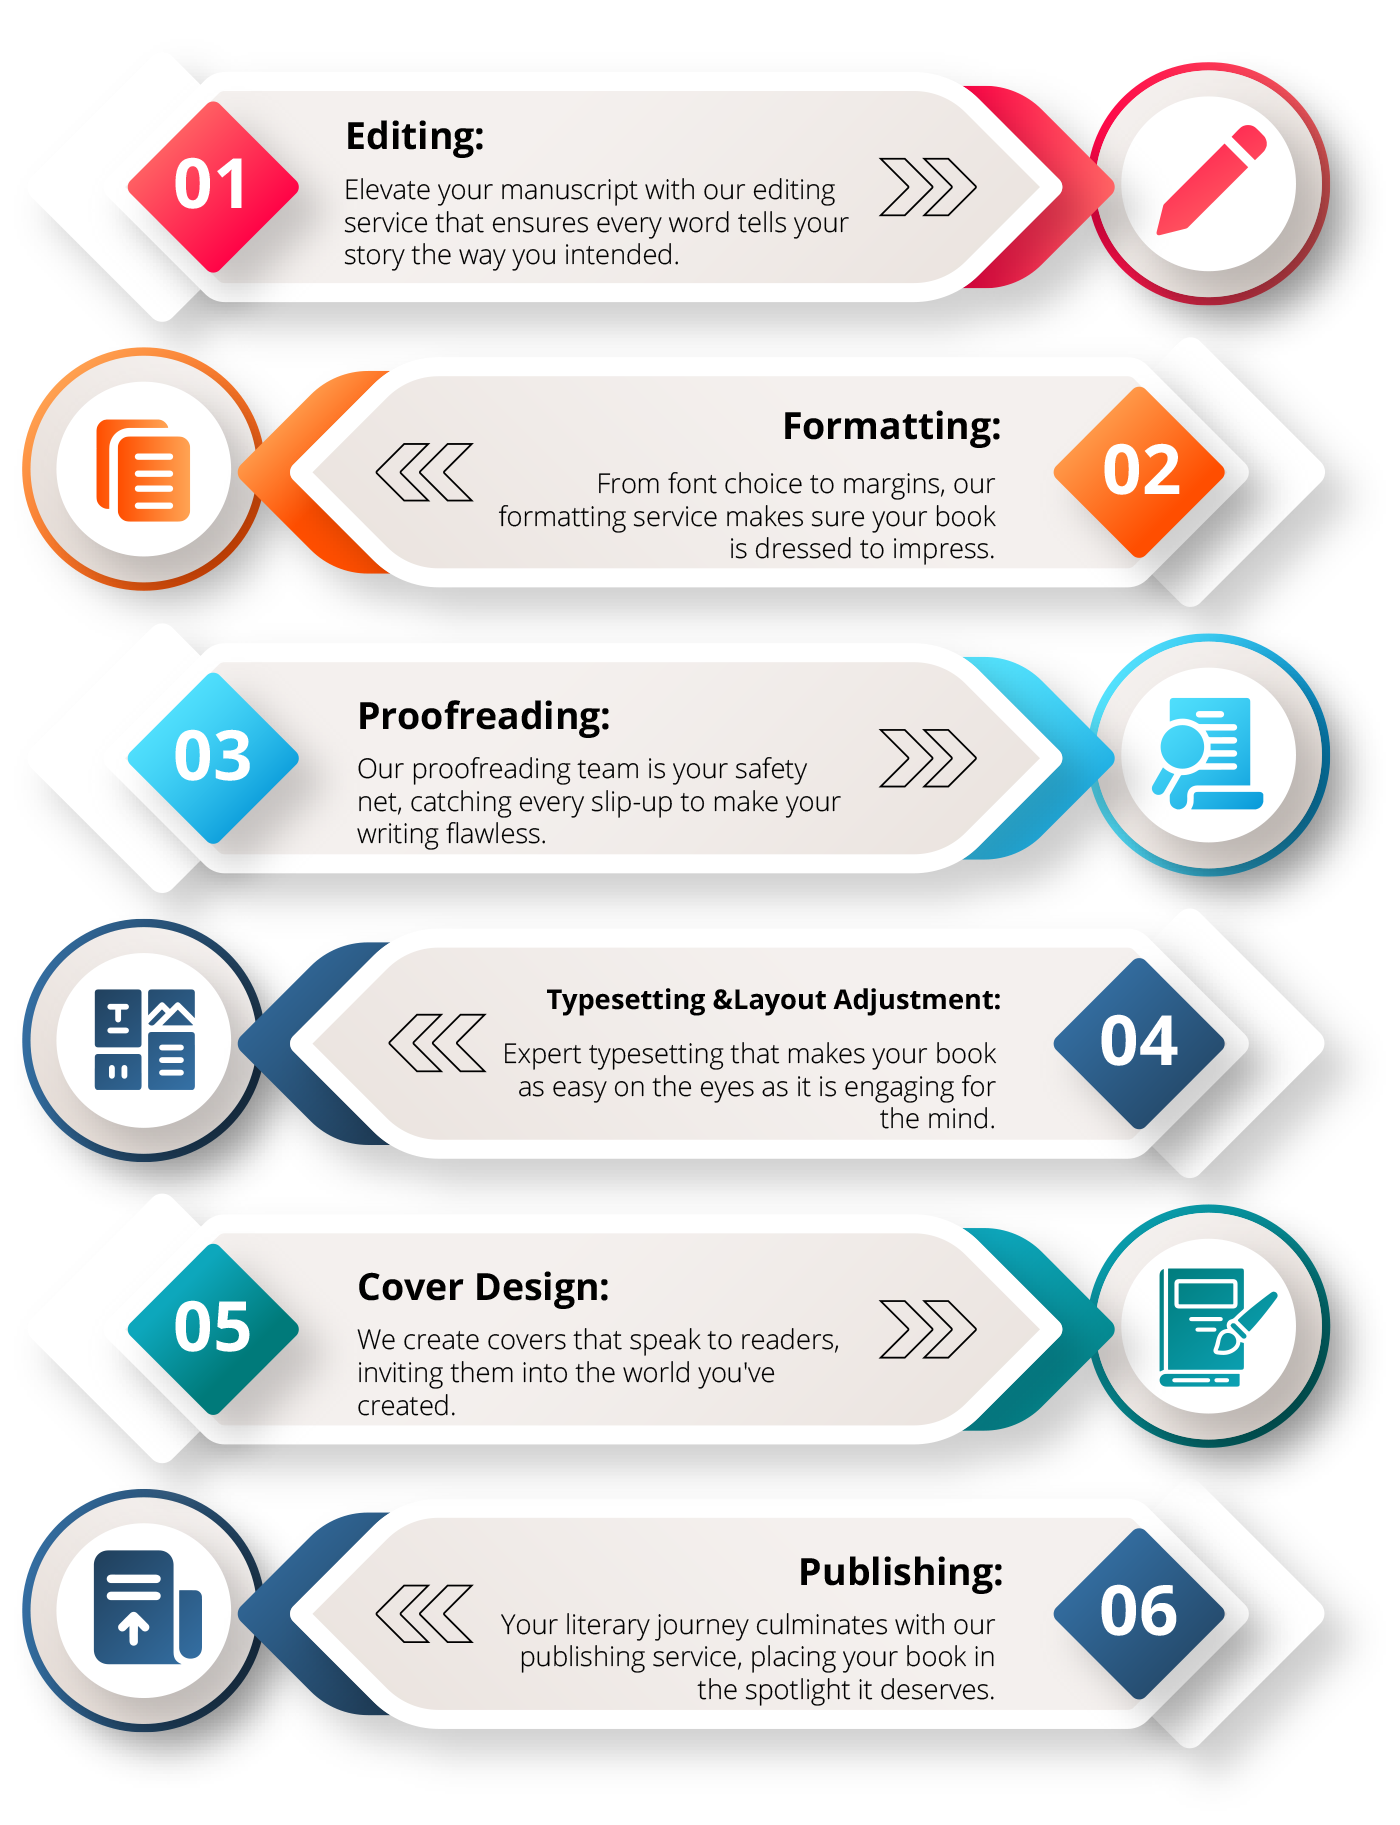 01
Editing:
Elevate your manuscript with our editing
service that ensures every word tells your
story the way you intended.
Formatting:
From font choice to margins, our
formatting service makes sure your book
is dressed to impress.
02
03
Proofreading:
Our proofreading team is your safety
net, catching every slip-up to make your
writing flawless.
T
Typesetting &Layout Adjustment:
Expert typesetting that makes your book
as easy on the eyes as it is engaging for
the mind.
04
05
Cover Design:
We create covers that speak to readers,
inviting them into the world you've
created.
Publishing:
Your literary journey culminates with our
publishing service, placing your book in
the spotlight it deserves.
06